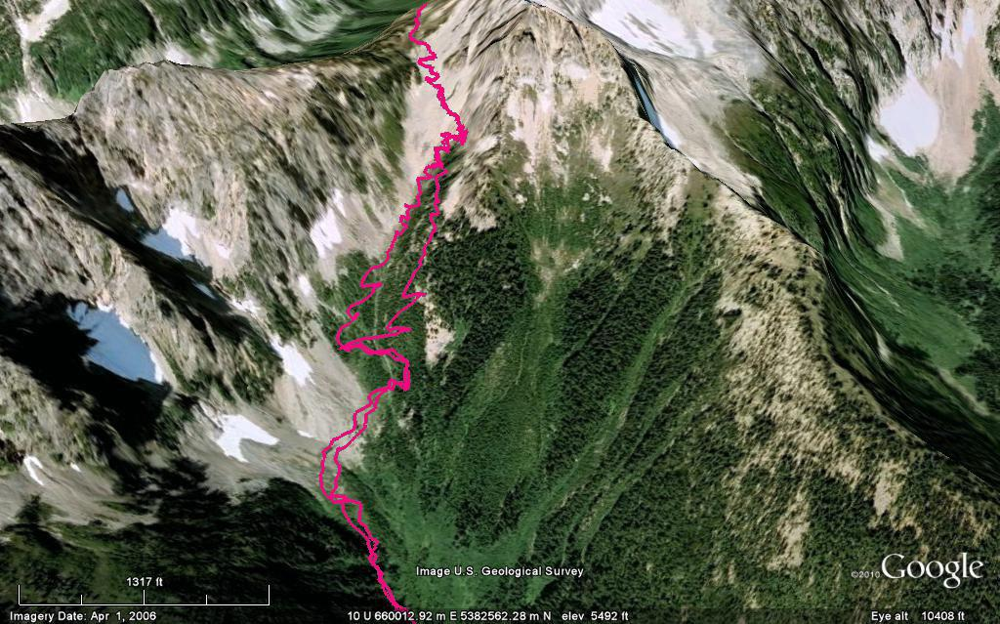 Image U.S. Geological Survey
©2010 Google
1317 ft
Imagery Date: Apr 1, 2006
10 U 660012.92 m E 5382562.28 m N elev 5492 ft
Eye alt 10408 ft